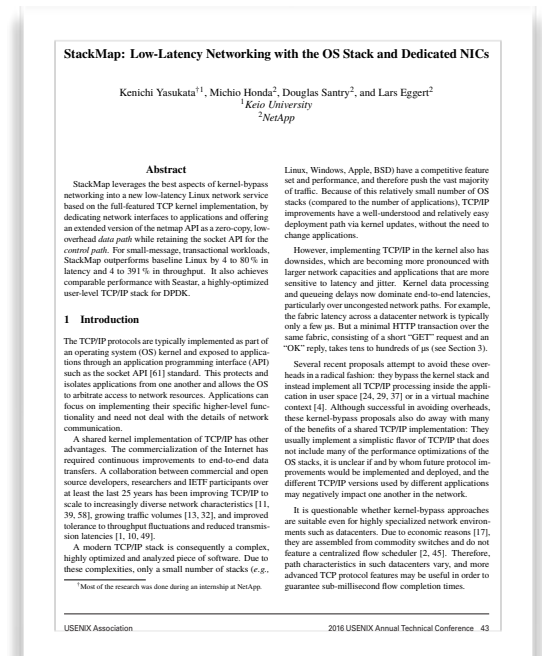 StackMap: Low-Latency Networking with the OS Stack and Dedicated NICs
Kenichi Yasukata†1, Michio Honda2, Douglas Santry2, and Lars Eggert2
1Keio University
2NetApp
Abstract
StackMap leverages the best aspects of kernel-bypass
networking into a new low-latency Linux network service
based on the full-featured TCP kernel implementation, by
dedicating network interfaces to applications and offering
an extended version of the netmap API as a zero-copy, low-
overhead data path while retaining the socket API for the
control path. For small-message, transactional workloads,
StackMap outperforms baseline Linux by 4 to 80 % in
latency and 4 to 391 % in throughput. It also achieves
comparable performance with Seastar, a highly-optimized
user-level TCP/IP stack for DPDK.
1 Introduction
The TCP/IP protocols are typically implemented as part of
an operating system (OS) kernel and exposed to applica-
tions through an application programming interface (API)
such as the socket API [61] standard. This protects and
isolates applications from one another and allows the OS
to arbitrate access to network resources. Applications can
focus on implementing their specific higher-level func-
tionality and need not deal with the details of network
communication.
A shared kernel implementation of TCP/IP has other
advantages. The commercialization of the Internet has
required continuous improvements to end-to-end data
transfers. A collaboration between commercial and open
source developers, researchers and IETF participants over
at least the last 25 years has been improving TCP/IP to
scale to increasingly diverse network characteristics [11,
39, 58], growing traffic volumes [13, 32], and improved
tolerance to throughput fluctuations and reduced transmis-
sion latencies [1, 10, 49].
A modern TCP/IP stack is consequently a complex,
highly optimized and analyzed piece of software. Due to
these complexities, only a small number of stacks (e.g.,
†Most of the research was done during an internship at NetApp.
Linux, Windows, Apple, BSD) have a competitive feature
set and performance, and therefore push the vast majority
of traffic. Because of this relatively small number of OS
stacks (compared to the number of applications), TCP/IP
improvements have a well-understood and relatively easy
deployment path via kernel updates, without the need to
change applications.
However, implementing TCP/IP in the kernel also has
downsides, which are becoming more pronounced with
larger network capacities and applications that are more
sensitive to latency and jitter. Kernel data processing
and queueing delays now dominate end-to-end latencies,
particularly over uncongested network paths. For example,
the fabric latency across a datacenter network is typically
only a few μs. But a minimal HTTP transaction over the
same fabric, consisting of a short “GET” request and an
“OK” reply, takes tens to hundreds of μs (see Section 3).
Several recent proposals attempt to avoid these over-
heads in a radical fashion: they bypass the kernel stack and
instead implement all TCP/IP processing inside the appli-
cation in user space [24, 29, 37] or in a virtual machine
context [4]. Although successful in avoiding overheads,
these kernel-bypass proposals also do away with many
of the benefits of a shared TCP/IP implementation: They
usually implement a simplistic flavor of TCP/IP that does
not include many of the performance optimizations of the
OS stacks, it is unclear if and by whom future protocol im-
provements would be implemented and deployed, and the
different TCP/IP versions used by different applications
may negatively impact one another in the network.
It is questionable whether kernel-bypass approaches
are suitable even for highly specialized network environ-
ments such as datacenters. Due to economic reasons [17],
they are assembled from commodity switches and do not
feature a centralized flow scheduler [2, 45]. Therefore,
path characteristics in such datacenters vary, and more
advanced TCP protocol features may be useful in order to
guarantee sub-millisecond flow completion times.
USENIX Association
2016 USENIX Annual Technical Conference 43